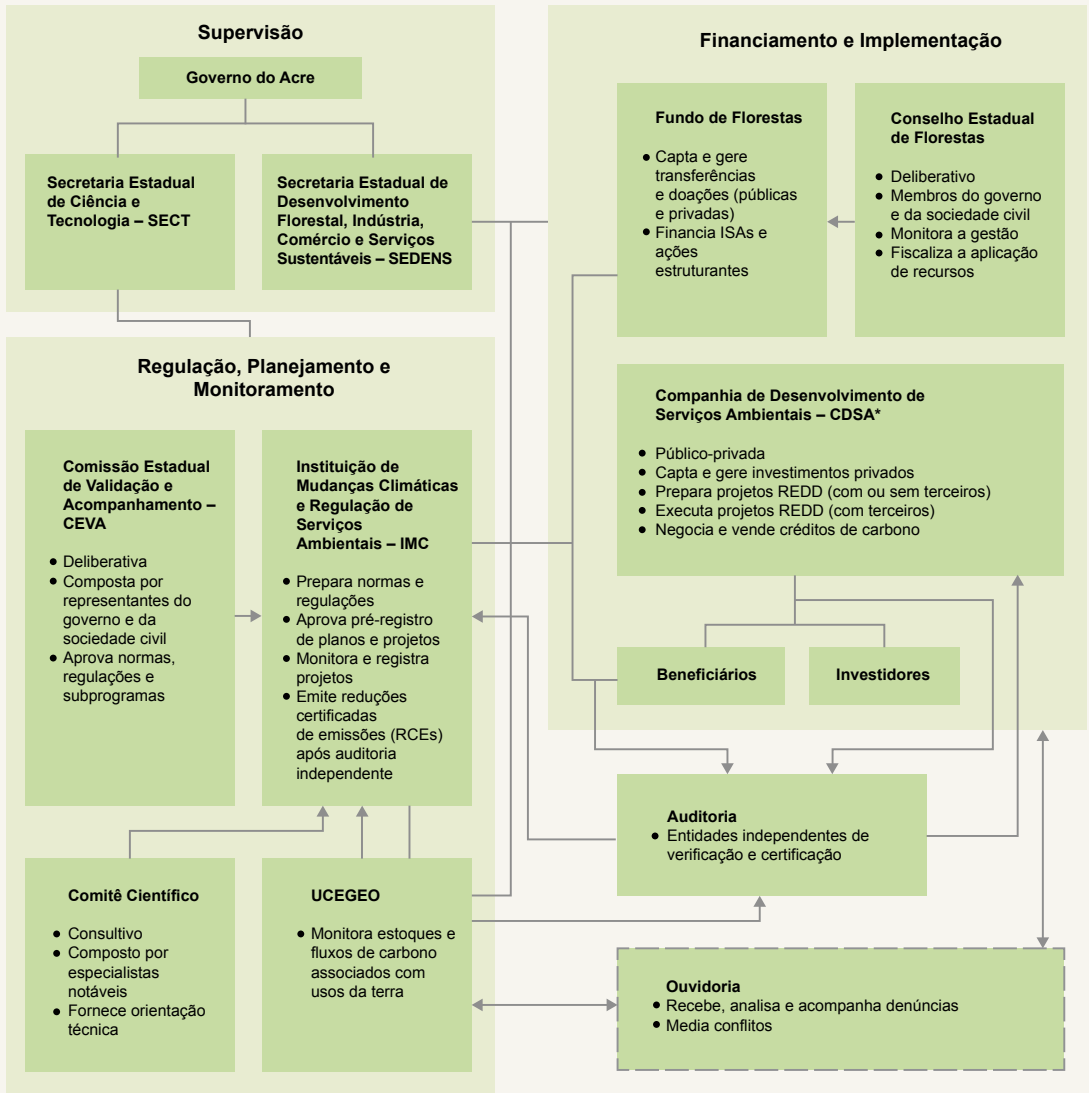 Supervisão
Governo do Acre
Secretaria Estadual
de Ciência e
Tecnologia – SECT
Secretaria Estadual de
Desenvolvimento
Florestal, Indústria,
Comércio e Serviços
Sustentáveis – SEDENS
Financiamento e Implementação
Fundo de Florestas
• Capta e gere
transferências
e doações (públicas
e privadas)
• Financia ISAs e
ações
estruturantes
Conselho Estadual
de Florestas
• Deliberativo
• Membros do governo
e da sociedade civil
• Monitora a gestão
• Fiscaliza a aplicação
de recursos
Companhia de Desenvolvimento de
Serviços Ambientais – CDSA*
• Público-privada
• Capta e gere investimentos privados
• Prepara projetos REDD (com ou sem terceiros)
• Executa projetos REDD (com terceiros)
• Negocia e vende créditos de carbono
Beneficiários
Investidores
Regulação, Planejamento e
Monitoramento
Comissão Estadual
de Validação e
Acompanhamento –
CEVA
• Deliberativa
• Composta por
representantes do
governo e da
sociedade civil
• Aprova normas,
regulações e
subprogramas
Instituição de
Mudanças Climáticas
e Regulação de
Serviços
Ambientais – IMC
• Prepara normas e
regulações
• Aprova pré-registro
de planos e projetos
• Monitora e registra
projetos
• Emite reduções
certificadas
de emissões (RCEs)
após auditoria
independente
Comitê Científico
• Consultivo
• Composto por
especialistas
notáveis
• Fornece orientação
técnica
UCEGEO
• Monitora estoques e
fluxos de carbono
associados com
usos da terra
Auditoria
• Entidades independentes de
verificação e certificação
Ouvidoria
• Recebe, analisa e acompanha denúncias
• Media conflitos